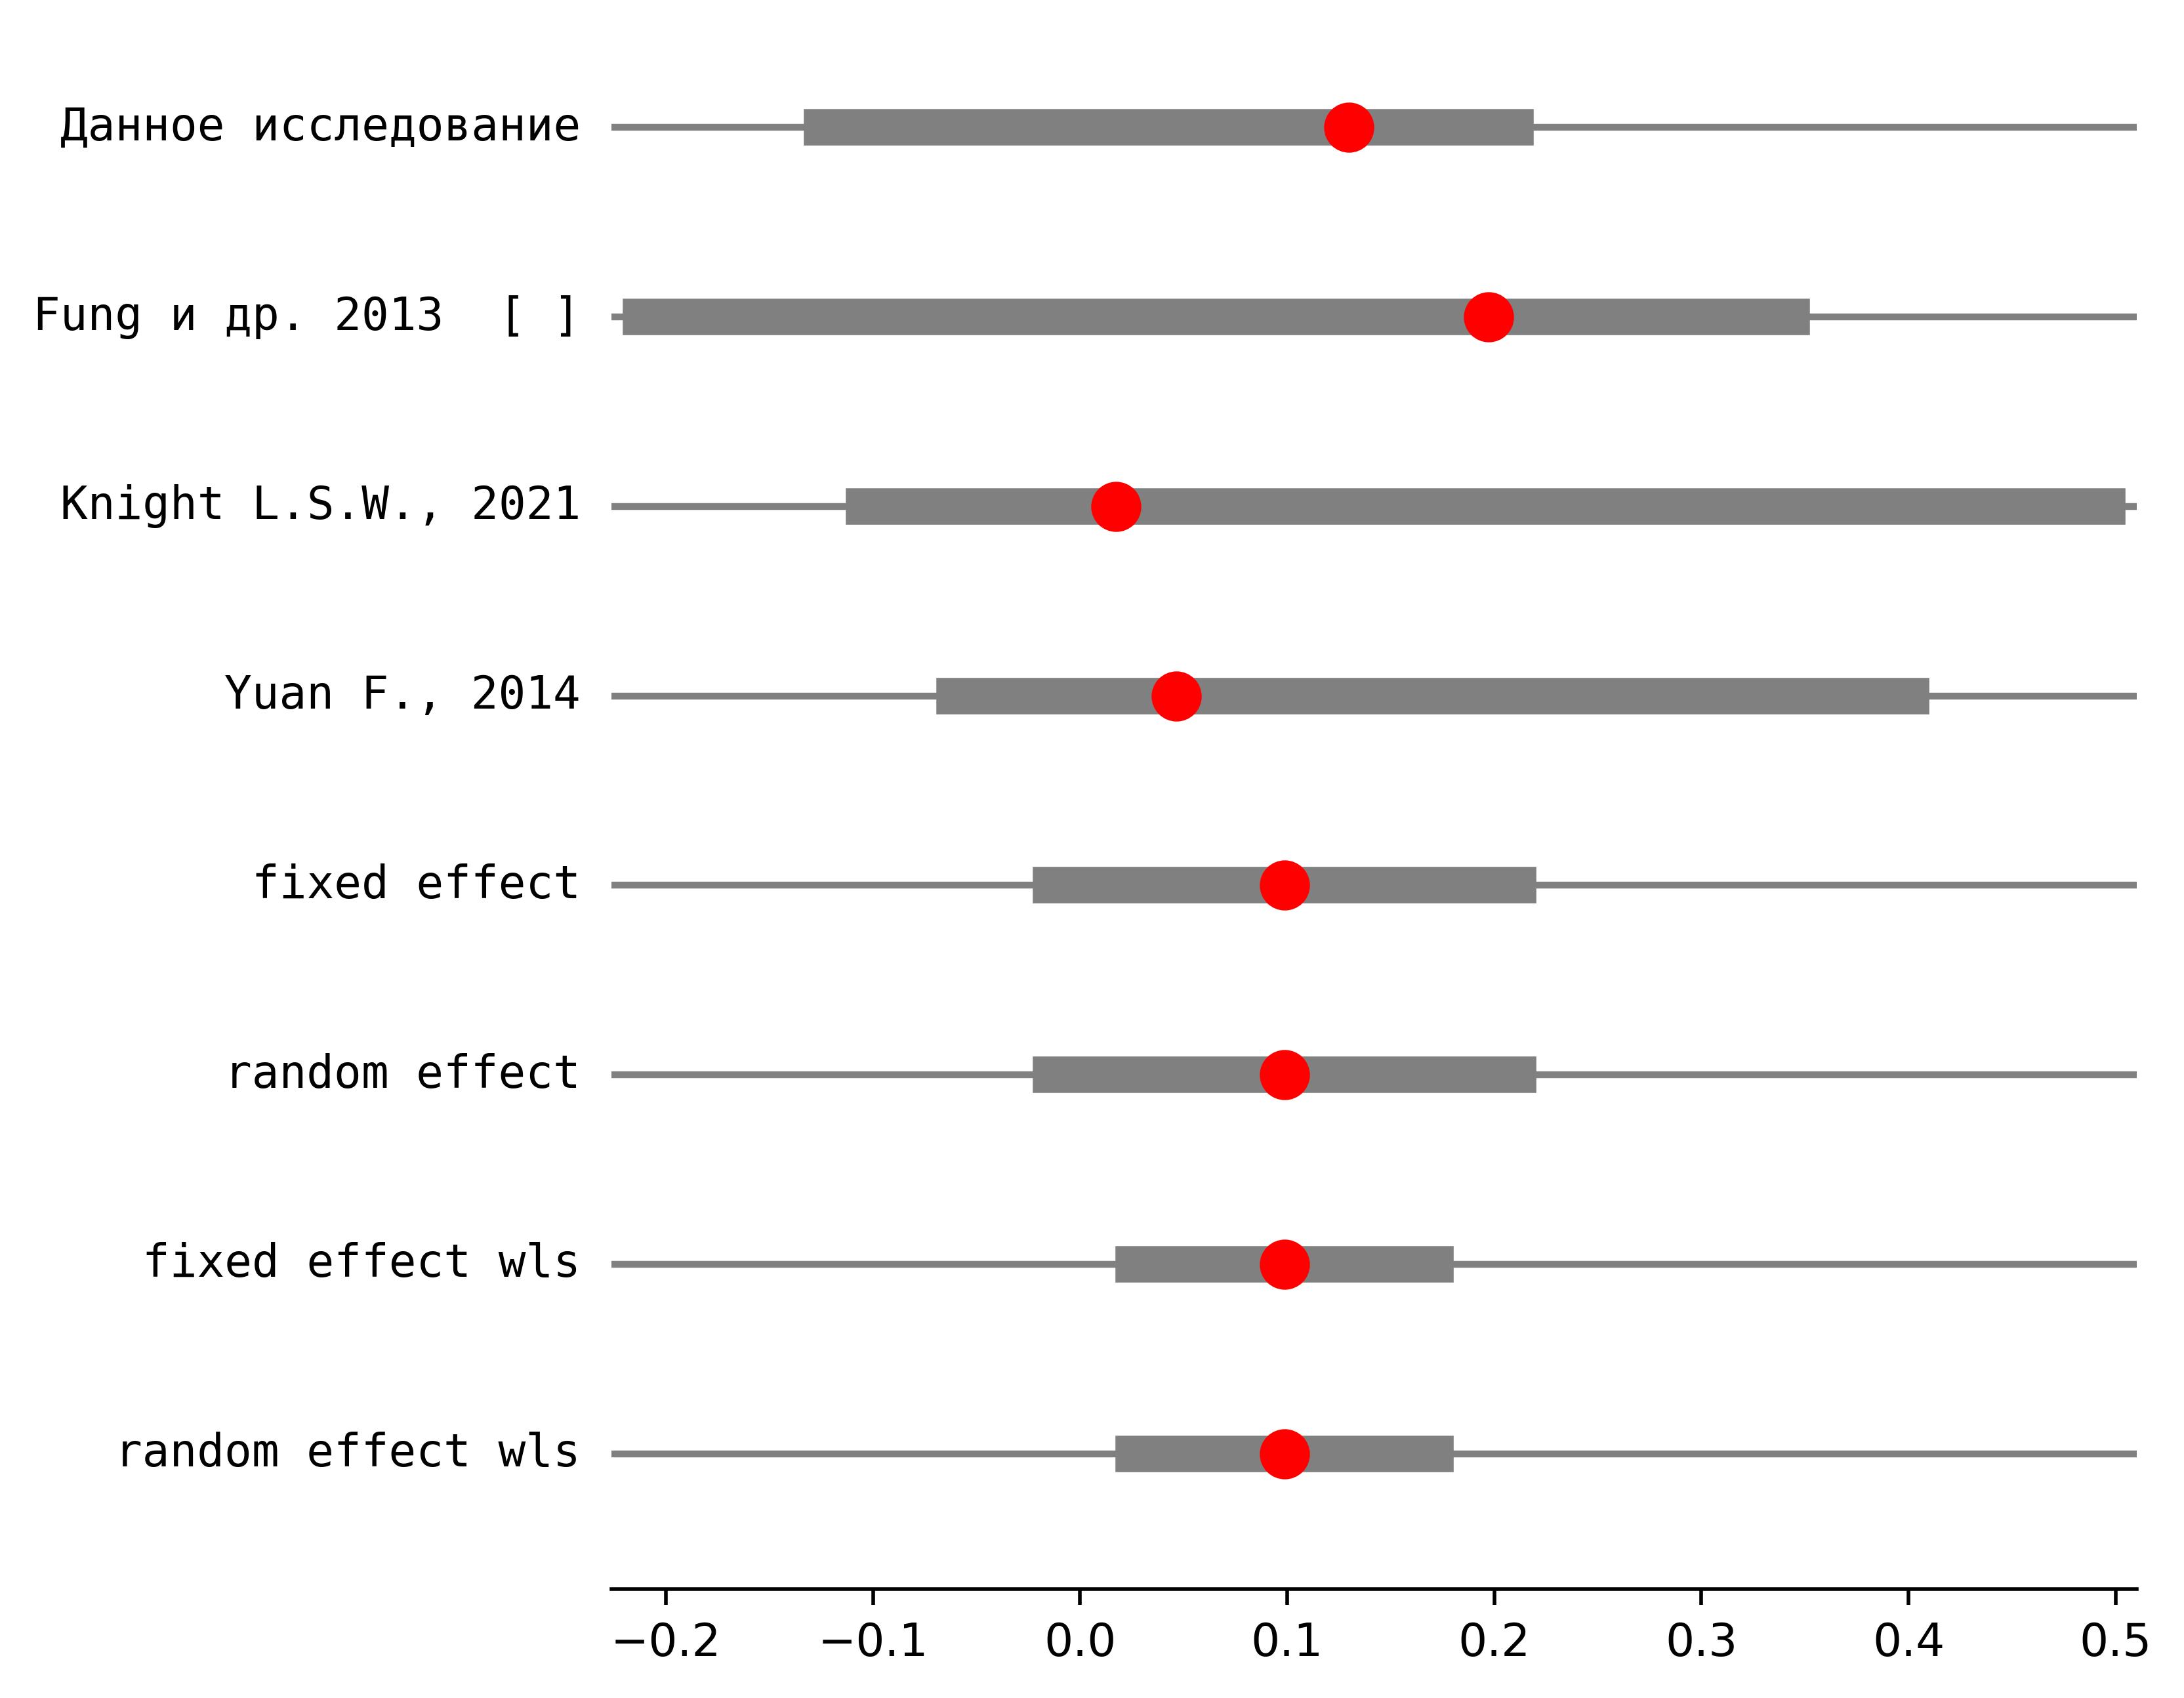 Данное исследование
Fung и др. 2013  [ ]
Knight L.S.W., 2021
Yuan F., 2014
fixed effect
random effect
fixed effect wls
random effect wls
−0.2 −0.1 0.0 0.1 0.2 0.3 0.4 0.5